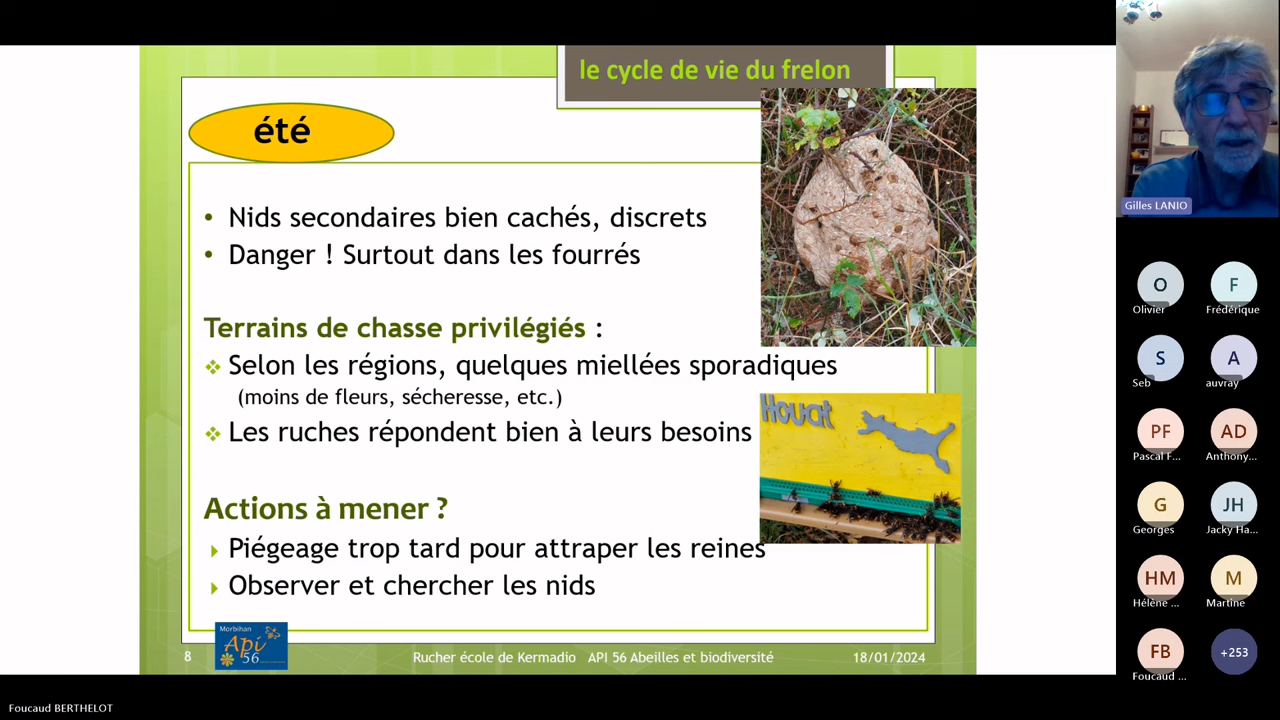 le cycle de vie du frelon
été
• Nids secondaires bien cachés, discrets
• Danger ! Surtout dans les fourrés
Terrains de chasse privilégiés :
❖ Selon les régions, quelques miellées sporadiques
(moins de fleurs, sécheresse, etc.)
❖ Les ruches répondent bien à leurs besoins
Houat
Actions à mener ?
Piégeage trop tard pour attraper les reines
Observer et chercher les nids
Morbihan
Api
56
8
Rucher école de Kermadio API 56 Abeilles et biodiversité
18/01/2024
Gilles LANIO
O
Olivier
F
Frédérique
S
Seb
A
auvray
PF
Pascal F...
AD
Anthony...
G
Georges
JH
Jacky Ha...
HM
Hélène ...
M
Martine
FB
Foucaud ...
+253
Foucaud BERTHELOT